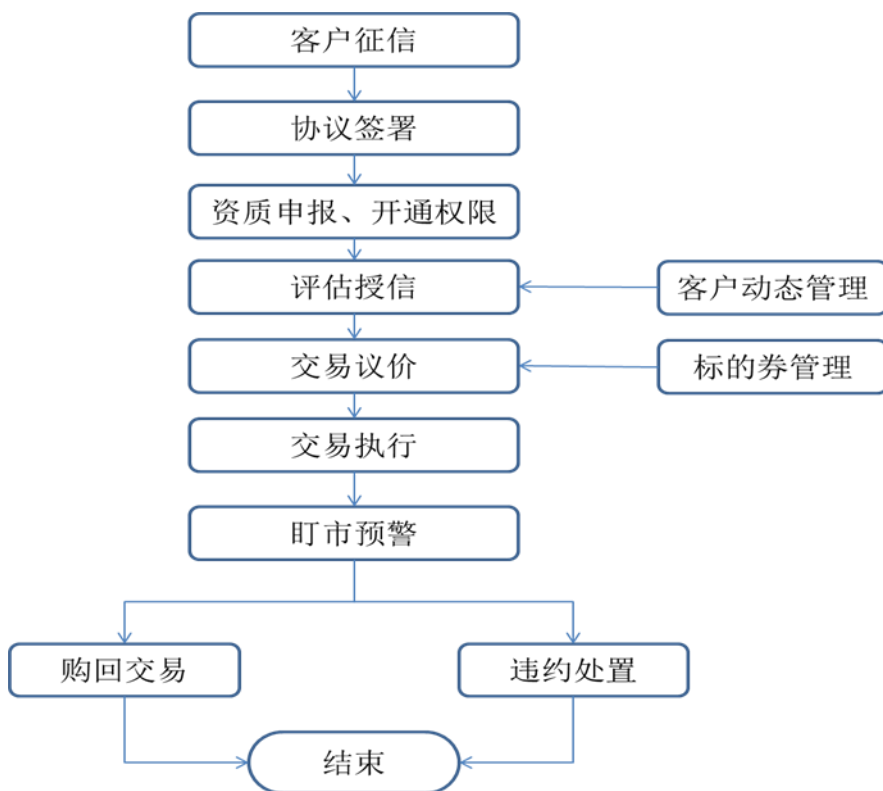 客户征信
协议签署
资质申报、开通权限
评估授信
客户动态管理
交易议价
标的券管理
交易执行
盯市预警
购回交易
违约处置
结束